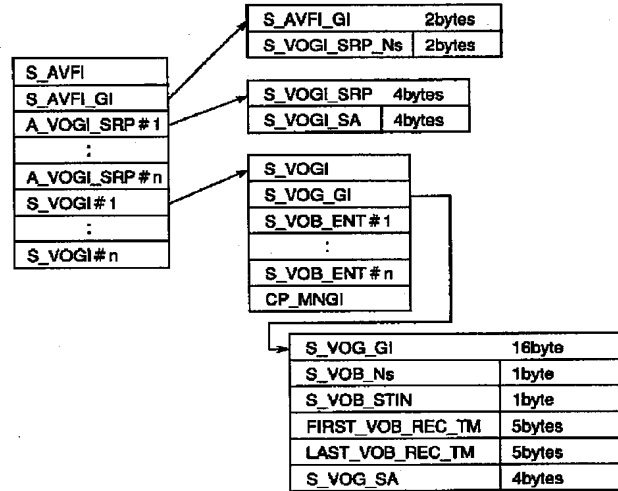 S_AVFI_GI 2bytes
S_VOGI_SRP_Ns 2bytes
S_AVFI
S_AVFI_GI
A_VOGI_SRP#1
:
A_VOGI_SRP#n
S_VOGI#1
:
S_VOGI#n
S_VOGI_SRP 4bytes
S_VOGI_SA 4bytes
S_VOGI
S_VOG_GI
S_VOB_ENT#1
:
S_VOB_ENT#n
CP_MNGI
S_VOG_GI 16byte
S_VOB_Ns 1byte
S_VOB_STIN 1byte
FIRST_VOB_REC_TM 5bytes
LAST_VOB_REC_TM 5bytes
S_VOG_SA 4bytes